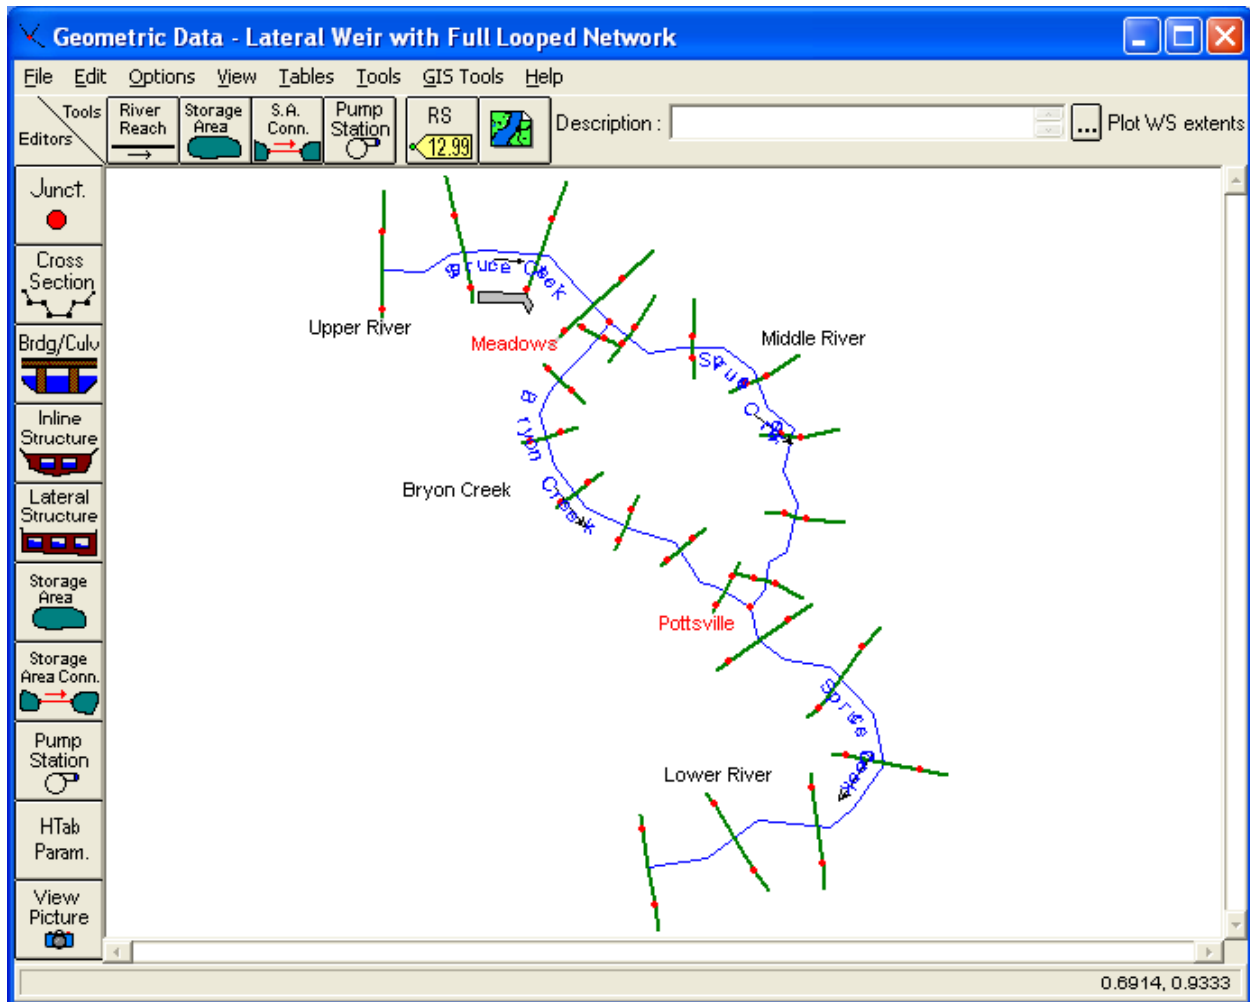 Geometric Data - Lateral Weir with Full Looped Network
File Edit Options View Tables Tools GIS Tools Help
Tools
Editors
River
Reach
Storage
Area
S.A.
Conn.
Pump
Station
RS
12.99
Description :
...
Plot WS extents
Junct.
Cross
Section
Brdg/Culv
Inline
Structure
Lateral
Structure
Storage
Area
Storage
Area Conn.
Pump
Station
HTab
Param.
View
Picture
Upper River
Meadows
Middle River
Bryon Creek
Bryon Creek
Pottsville
Lower River
0.6914, 0.9333